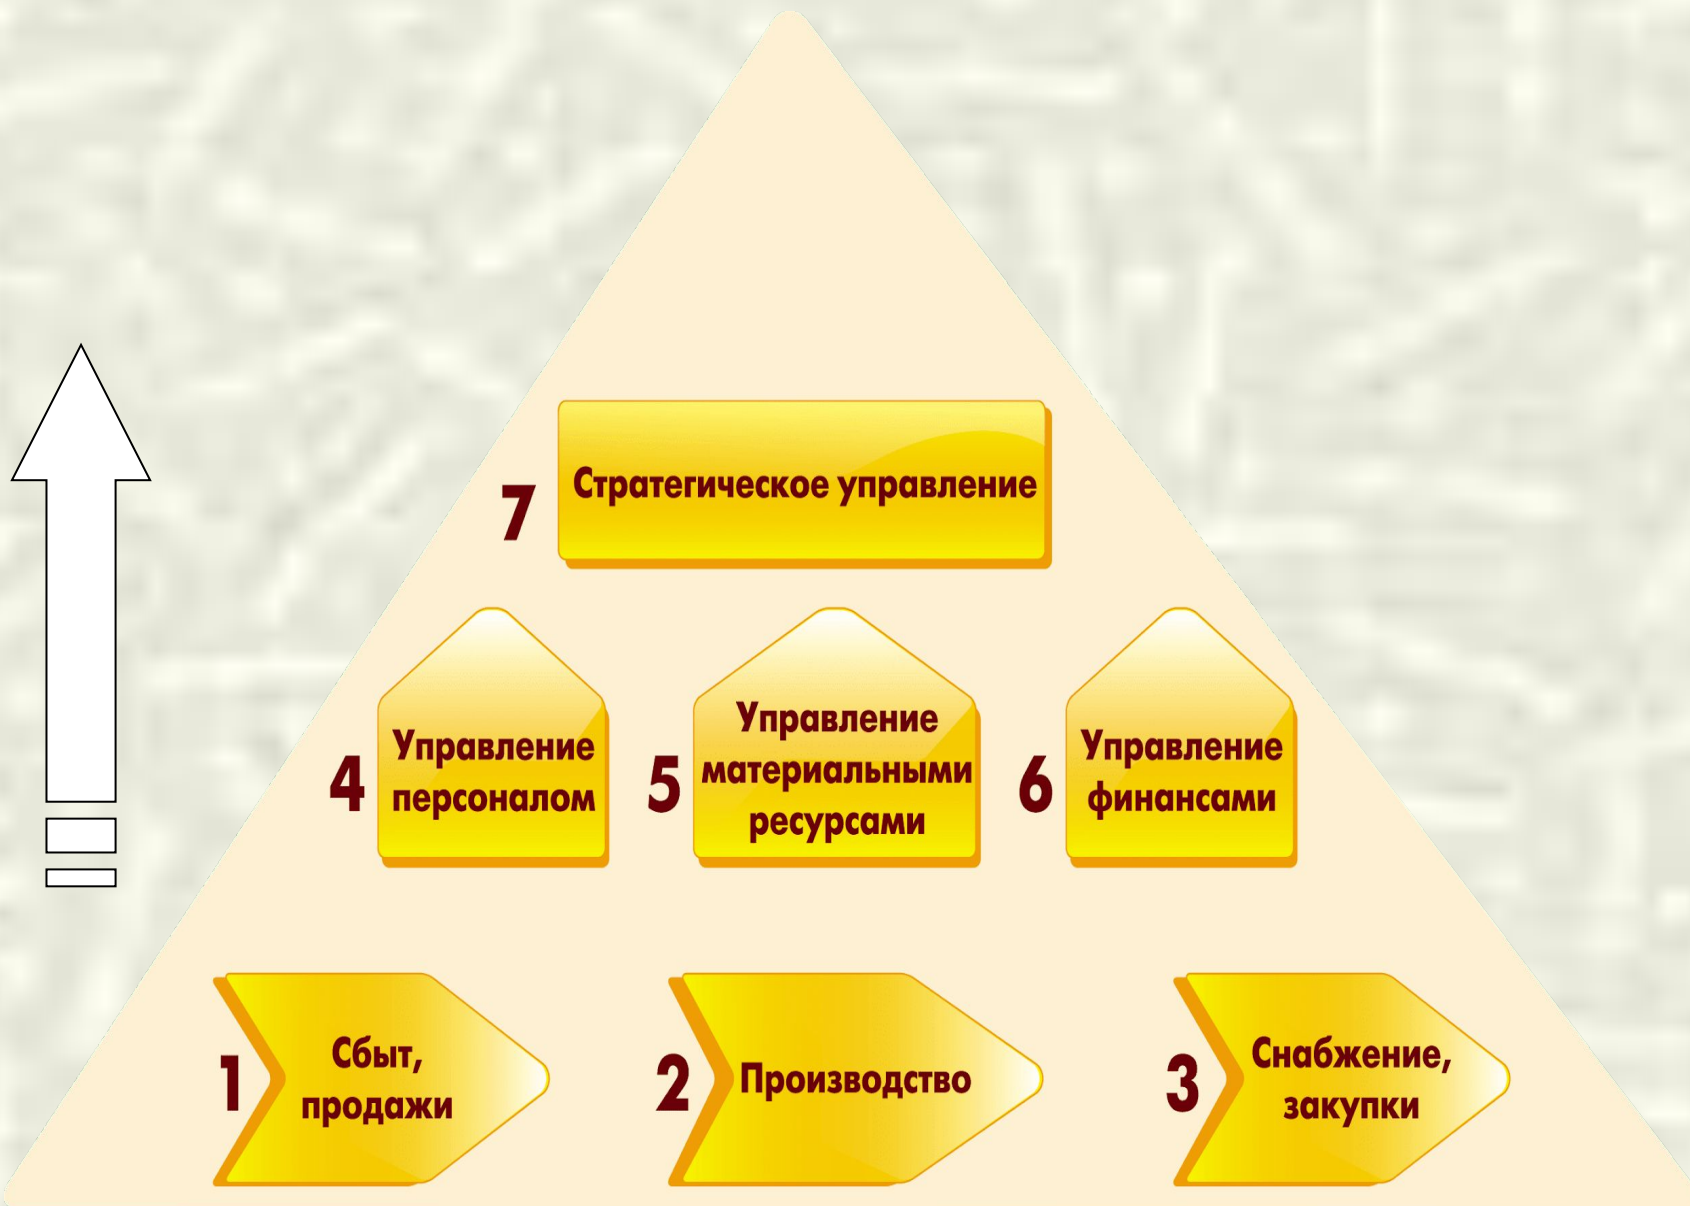 7
Стратегическое управление
4
Управление
персоналом
5
Управление
материальными
ресурсами
6
Управление
финансами
1
Сбыт,
продажи
2
Производство
3
Снабжение,
закупки